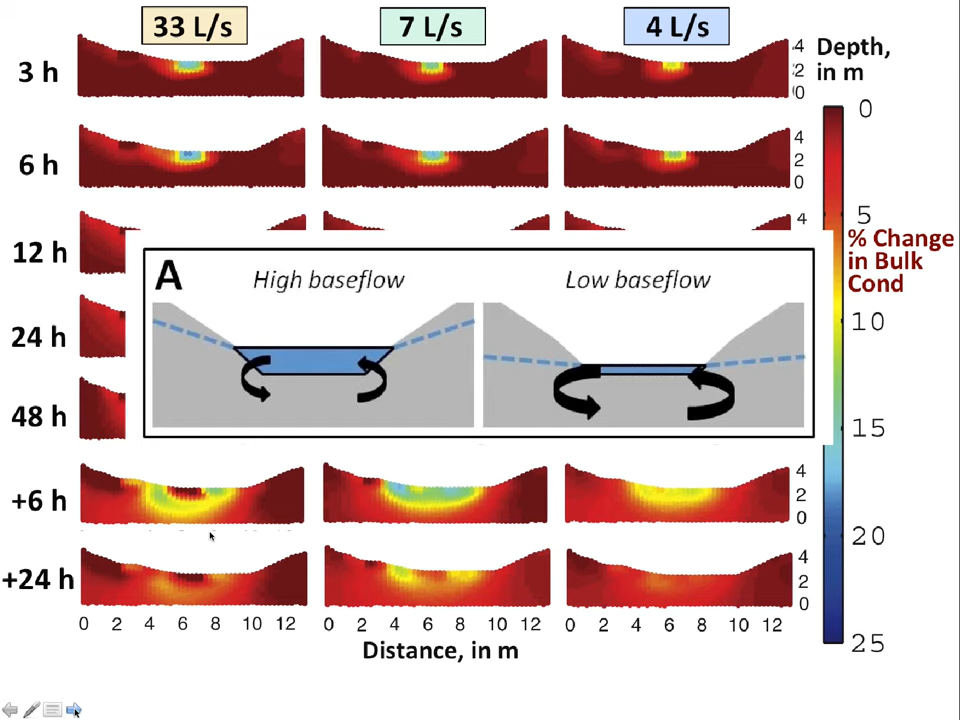 33 L/s
7 L/s
4 L/s
Depth,
in m
3 h
4
2
0
0
6 h
4
2
0
5
12 h
4
% Change
in Bulk
Cond
A
High baseflow
Low baseflow
10
24 h
48 h
15
+6 h
4
2
0
20
+24 h
4
2
0
0 2 4 6 8 10 12
0 2 4 6 8 10 12
0 2 4 6 8 10 12
25
Distance, in m